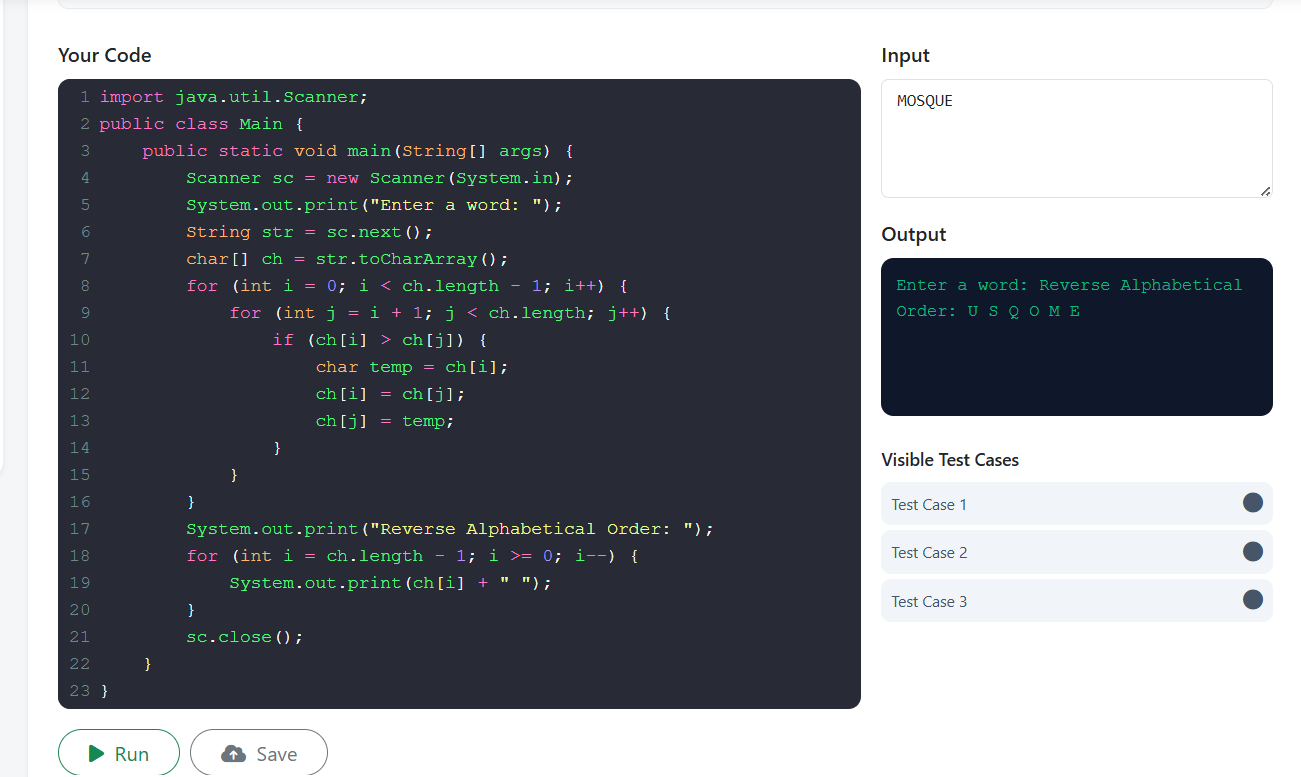 Your Code
1 import java.util.Scanner;
2 public class Main {
3     public static void main(String[] args) {
4         Scanner sc = new Scanner(System.in);
5         System.out.print("Enter a word: ");
6         String str = sc.next();
7         char[] ch = str.toCharArray();
8         for (int i = 0; i < ch.length - 1; i++) {
9             for (int j = i + 1; j < ch.length; j++) {
10                 if (ch[i] > ch[j]) {
11                     char temp = ch[i];
12                     ch[i] = ch[j];
13                     ch[j] = temp;
14                 }
15             }
16         }
17         System.out.print("Reverse Alphabetical Order: ");
18         for (int i = ch.length - 1; i >= 0; i--) {
19             System.out.print(ch[i] + " ");
20         }
21         sc.close();
22     }
23 }
Run
Save
Input
MOSQUE
Output
Enter a word: Reverse Alphabetical
Order: U S Q O M E
Visible Test Cases
Test Case 1
Test Case 2
Test Case 3